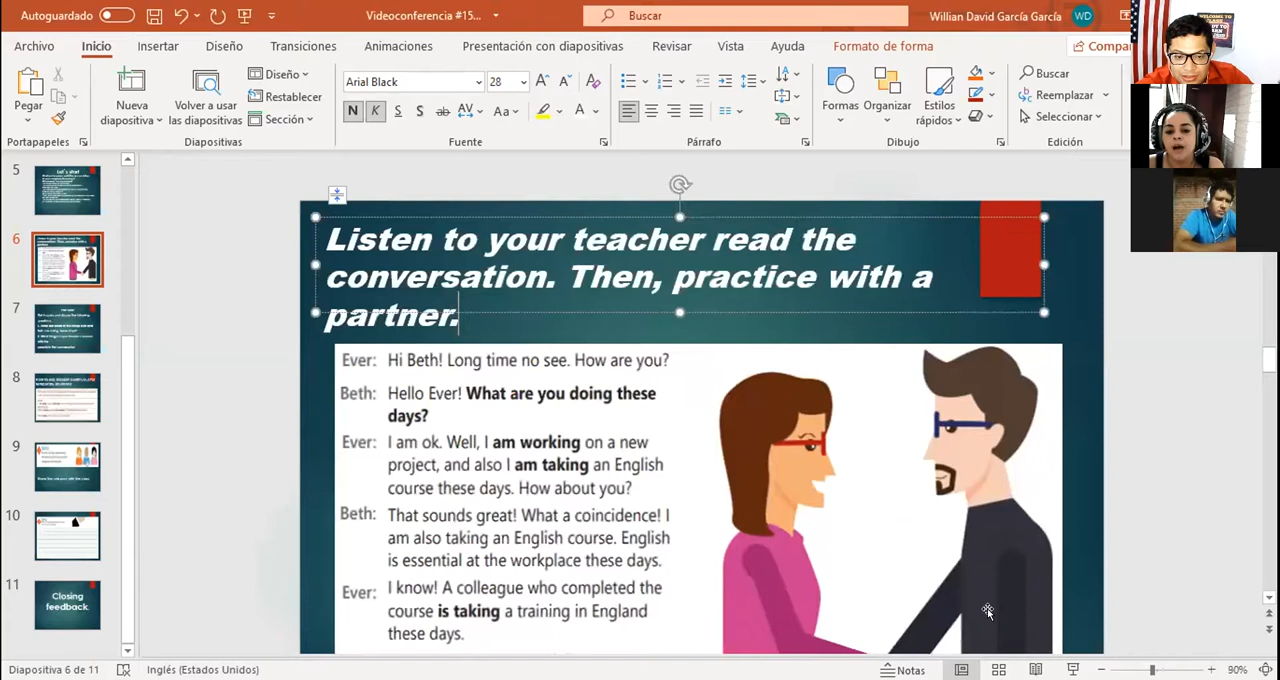 Autoguardado
Videoconferencia #15...
Buscar
Willian David García García
WD
Archivo
Inicio
Insertar
Diseño
Transiciones
Animaciones
Presentación con diapositivas
Revisar
Vista
Ayuda
Formato de forma
Compar
Pegar
Nueva diapositiva
Volver a usar las diapositivas
Diseño
Restablecer
Sección
Arial Black
28
N K S S ab AV Aa A
Formas
Organizar
Estilos rápidos
Buscar
Reemplazar
Seleccionar
Portapapeles
Diapositivas
Fuente
Párrafo
Dibujo
Edición
5
6
7
8
9
10
11
Closing
feedback
Listen to your teacher read the
conversation. Then, practice with a
partner.
Ever: Hi Beth! Long time no see. How are you?
Beth: Hello Ever! What are you doing these
days?
Ever: I am ok. Well, I am working on a new
project, and also I am taking an English
course these days. How about you?
Beth: That sounds great! What a coincidence! I
am also taking an English course. English
is essential at the workplace these days.
Ever: I know! A colleague who completed the
course is taking a training in England
these days.
Diapositiva 6 de 11
Inglés (Estados Unidos)
Notas
90%